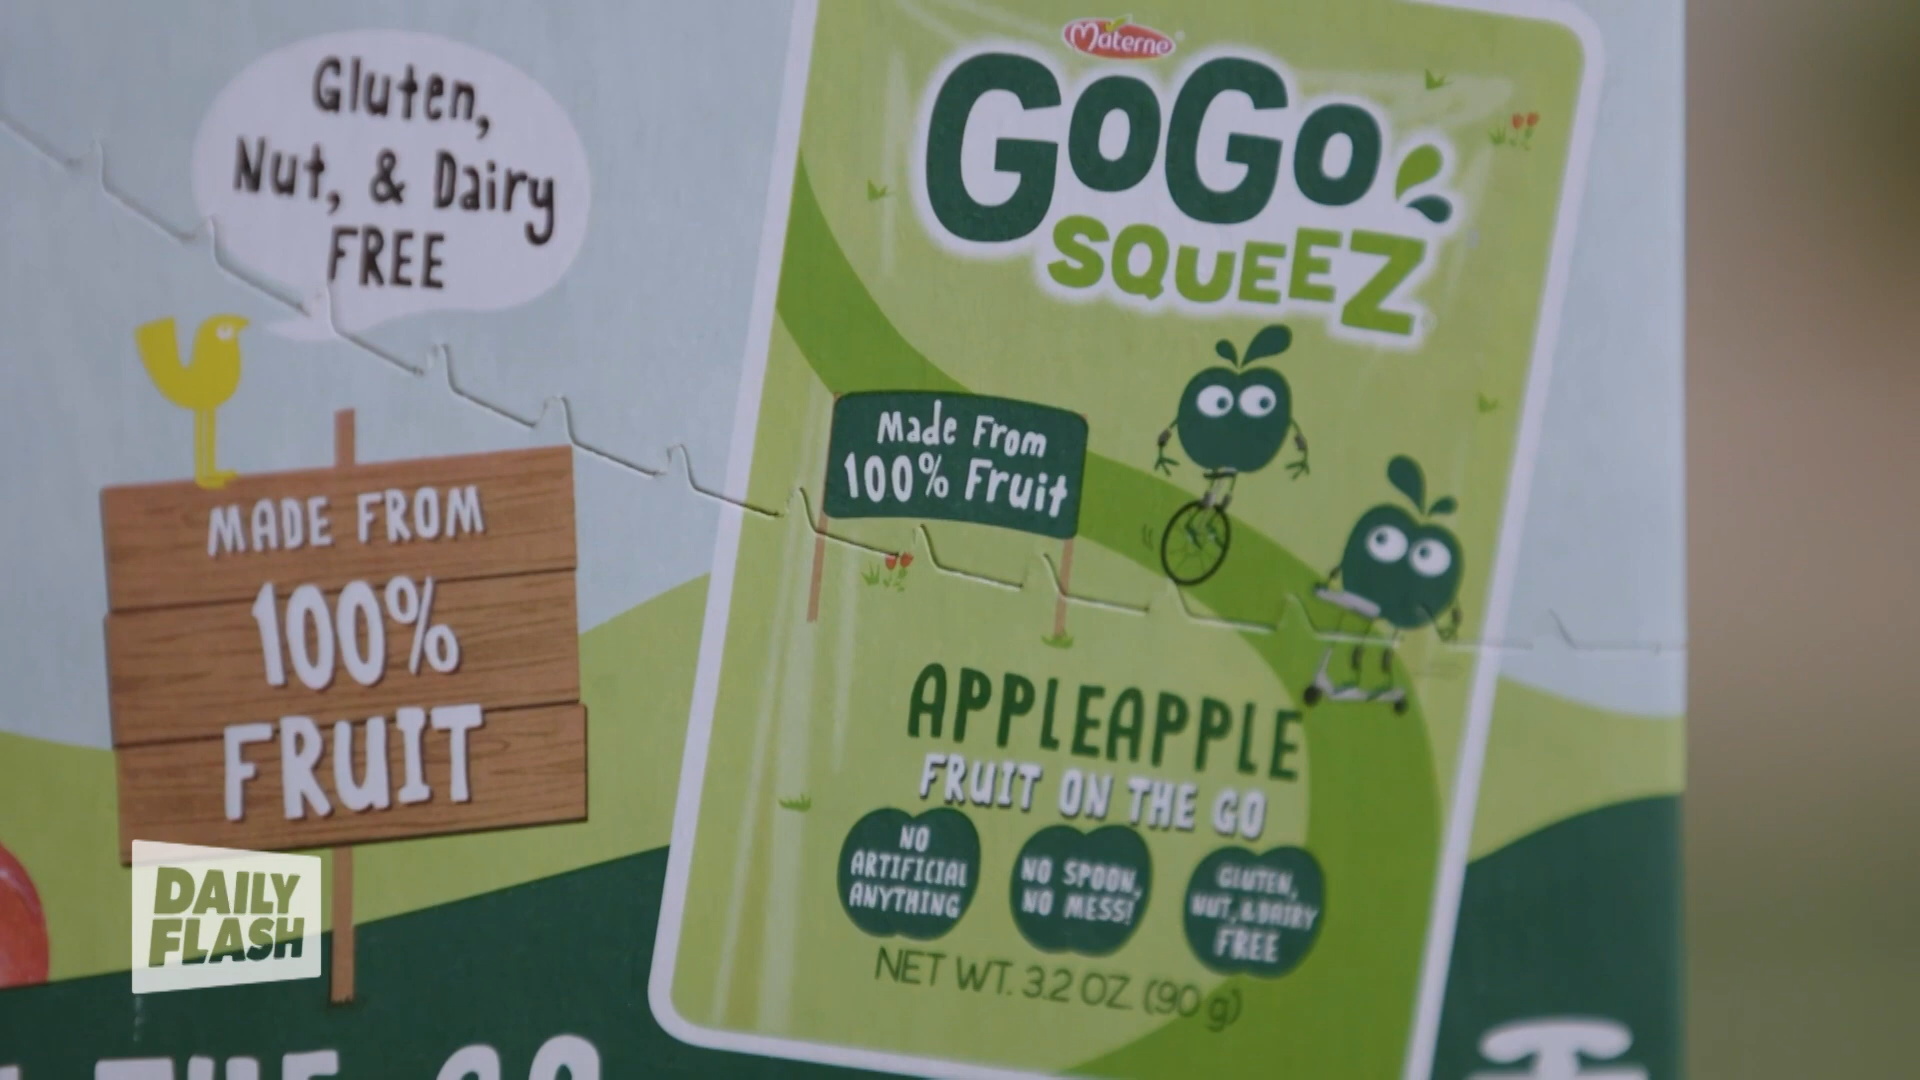 Gluten,
Nut, & Dairy
FREE
MADE FROM
100%
FRUIT
Materne
GoGo
SQUEEZ
Made From
100% Fruit
APPLEAPPLE
FRUIT ON THE GO
NO
ARTIFICIAL
ANYTHING
NO SPOON,
NO MESS!
GLUTEN,
NUT, & DAIRY
FREE
NET WT. 3.2 OZ (90 g)
DAILY
FLASH
THE GO